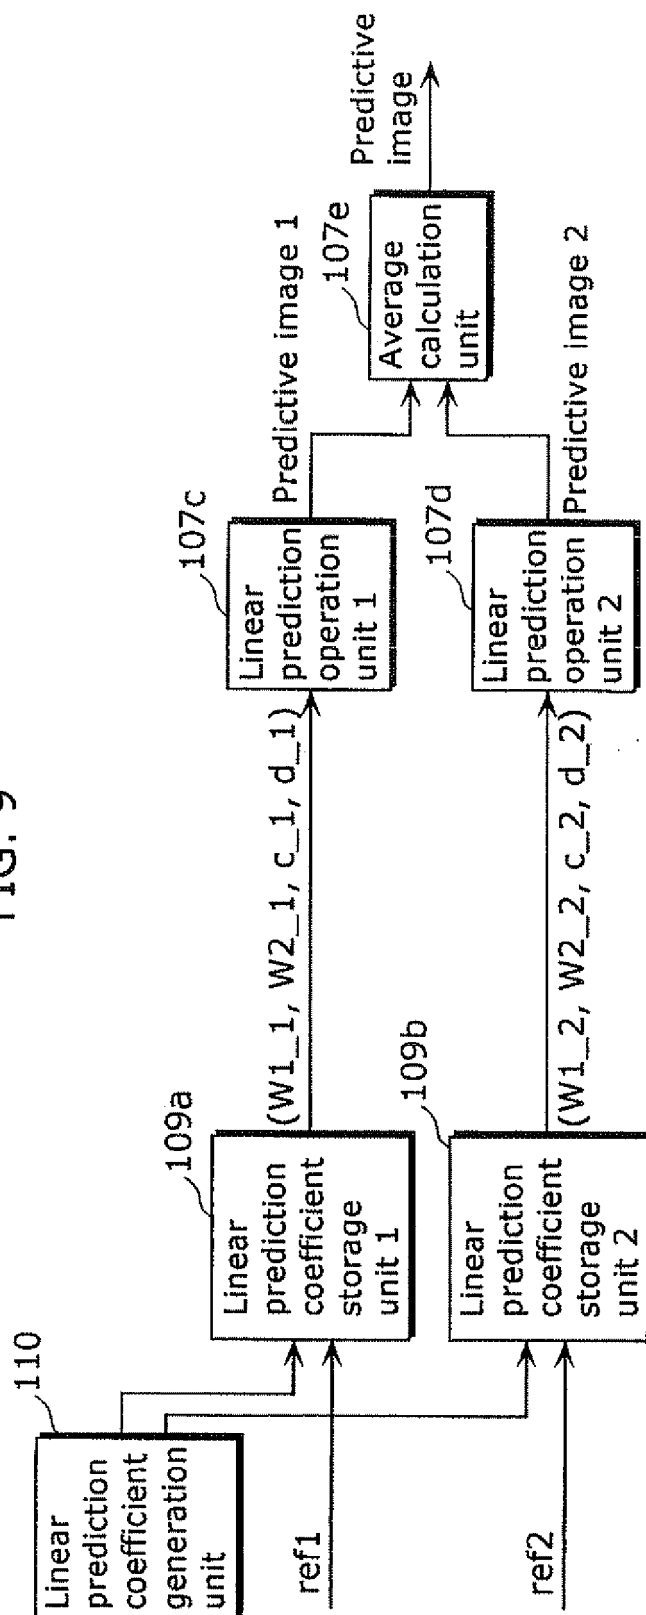 FIG. 9
110
Linear
prediction
coefficient
generation
unit
ref1
ref2
109a
Linear
prediction
coefficient
storage
unit 1
109b
Linear
prediction
coefficient
storage
unit 2
(W1_1, W2_1, c_1, d_1)
(W1_2, W2_2, c_2, d_2)
107c
Linear
prediction
operation
unit 1
107d
Linear
prediction
operation
unit 2
Predictive image 1
Predictive image 2
107e
Average
calculation
unit
Predictive
image